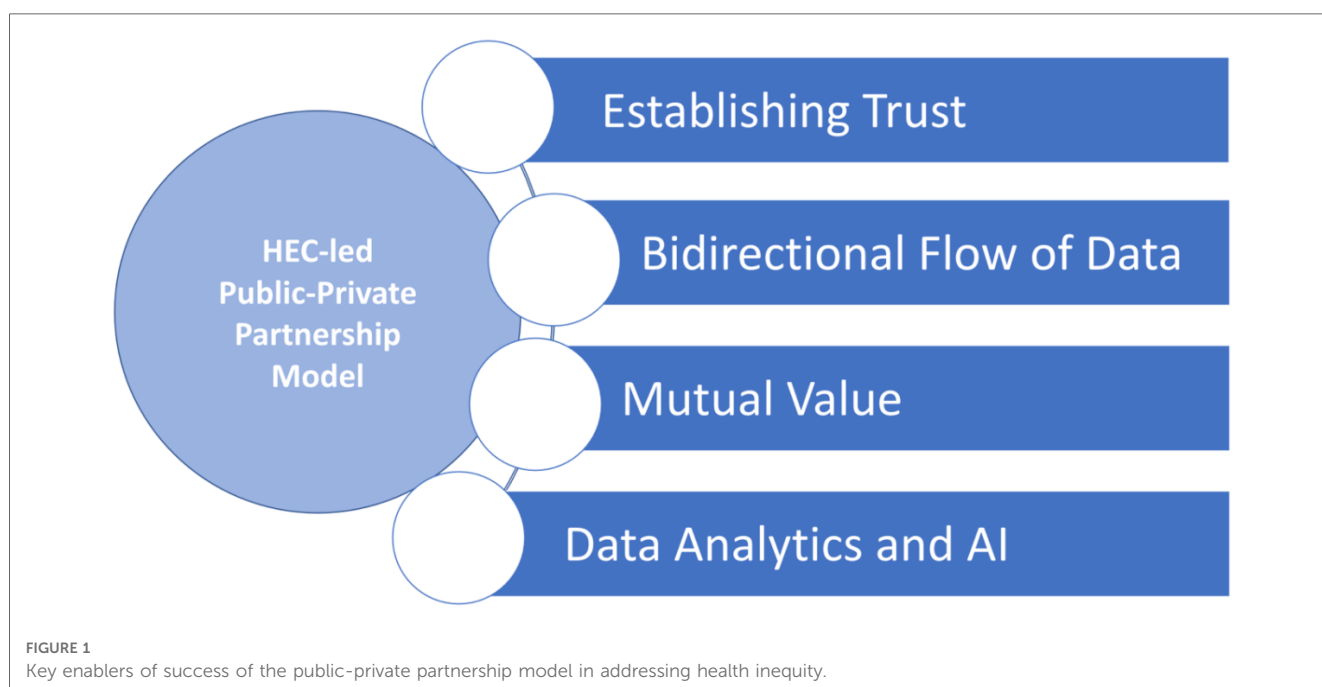 HEC-led
Public-Private
Partnership
Model
Establishing Trust
Bidirectional Flow of Data
Mutual Value
Data Analytics and AI
FIGURE 1
Key enablers of success of the public-private partnership model in addressing health inequity.